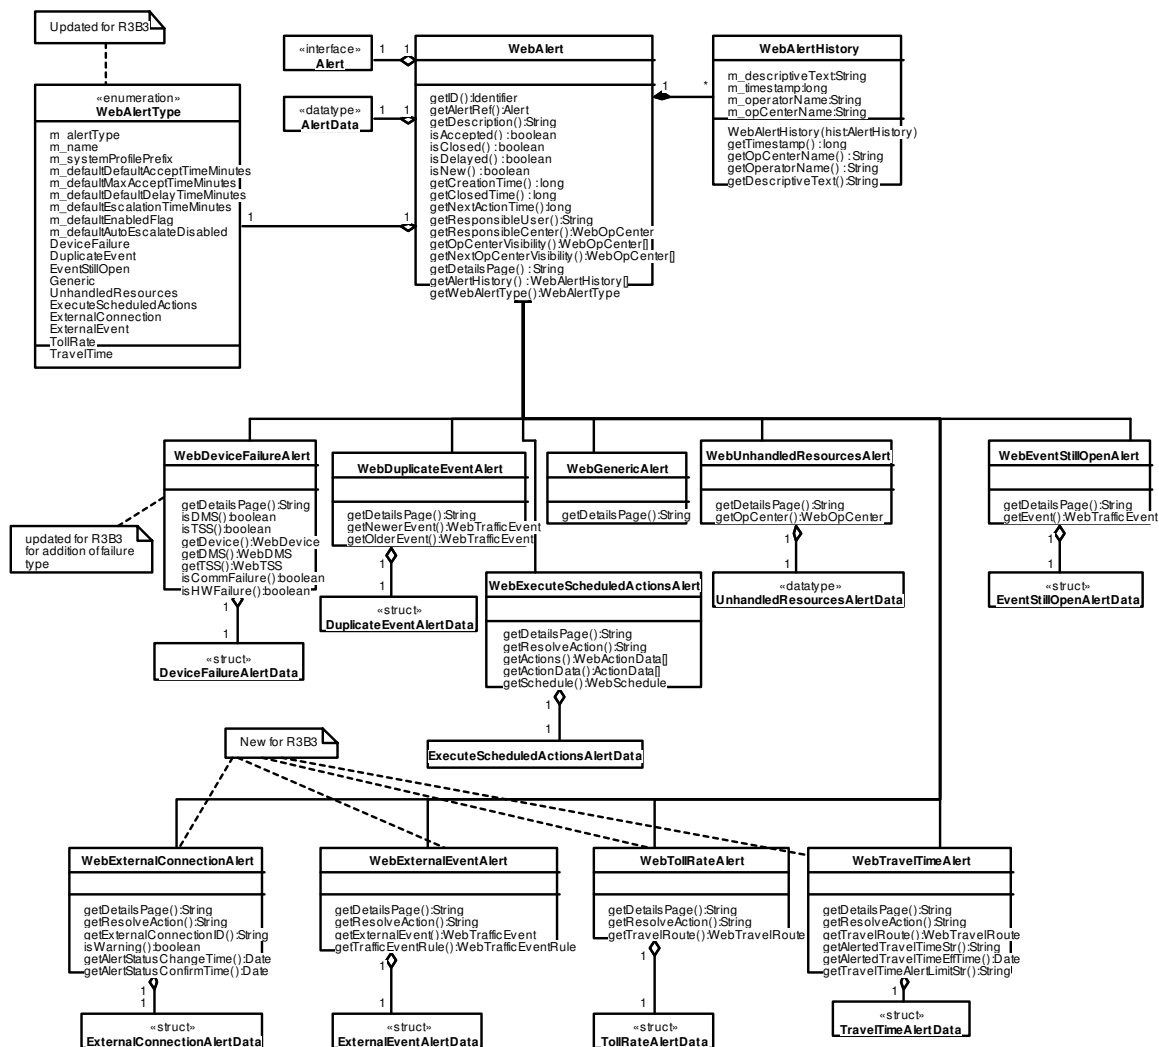 Updated for R3B3
«enumeration»
WebAlertType
m_alertType
m_name
m_systemProfilePrefix
m_defaultDefaultAcceptTimeMinutes
m_defaultMaxAcceptTimeMinutes
m_defaultDefaultDelayTimeMinutes
m_defaultEscalationTimeMinutes
m_defaultEnabledFlag
m_defaultAutoEscalateDisabled
DeviceFailure
DuplicateEvent
EventStillOpen
Generic
UnhandledResources
ExecuteScheduledActions
ExternalConnection
ExternalEvent
TollRate
TravelTime
1
1
«interface»
Alert
1
1
«datatype»
AlertData
1
1
WebAlert
getID():Identifier
getAlertRef():Alert
getDescription():String
isAccepted():boolean
isClosed():boolean
isDelayed():boolean
isNew():boolean
getCreationTime():long
getClosedTime():long
getNextActionTime():long
getResponsibleUser():String
getResponsibleCenter():WebOpCenter
getOpCenterVisibility():WebOpCenter[]
getNextOpCenterVisibility():WebOpCenter[]
getDetailsPage():String
getAlertHistory():WebAlertHistory[]
getWebAlertType():WebAlertType
1
*
WebAlertHistory
m_descriptiveText:String
m_timestamp:long
m_operatorName:String
m_opCenterName:String
WebAlertHistory(histAlertHistory)
getTimestamp():long
getOpCenterName():String
getOperatorName():String
getDescriptiveText():String
WebDeviceFailureAlert
getDetailsPage():String
isDMS():boolean
isTSS():boolean
getDevice():WebDevice
getDMS():WebDMS
getTSS():WebTSS
isCommFailure():boolean
isHWFailure():boolean
updated for R3B3
for addition of failure
type
1
1
«struct»
DeviceFailureAlertData
WebDuplicateEventAlert
getDetailsPage():String
getNewerEvent():WebTrafficEvent
getOlderEvent():WebTrafficEvent
1
1
«struct»
DuplicateEventAlertData
WebGenericAlert
getDetailsPage():String
WebUnhandledResourcesAlert
getDetailsPage():String
getOpCenter():WebOpCenter
1
1
«datatype»
UnhandledResourcesAlertData
WebEventStillOpenAlert
getDetailsPage():String
getEvent():WebTrafficEvent
1
1
«struct»
EventStillOpenAlertData
WebExecuteScheduledActionsAlert
getDetailsPage():String
getResolveAction():String
getActions():WebActionData[]
getActionData():ActionData[]
getSchedule():WebSchedule
1
1
ExecuteScheduledActionsAlertData
New for R3B3
WebExternalConnectionAlert
getDetailsPage():String
getResolveAction():String
getExternalConnectionID():String
isWarning():boolean
getAlertStatusChangeTime():Date
getAlertStatusConfirmTime():Date
1
1
«struct»
ExternalConnectionAlertData
WebExternalEventAlert
getDetailsPage():String
getResolveAction():String
getExternalEvent():WebTrafficEvent
getTrafficEventRule():WebTrafficEventRule
1
1
«struct»
ExternalEventAlertData
WebTollRateAlert
getDetailsPage():String
getResolveAction():String
getTravelRoute():WebTravelRoute
1
1
«struct»
TollRateAlertData
WebTravelTimeAlert
getDetailsPage():String
getResolveAction():String
getTravelRoute():WebTravelRoute
getAlertedTravelTimeStr():String
getAlertedTravelTimeEffTime():Date
getTravelTimeAlertLimitStr():String
1
1
«struct»
TravelTimeAlertData